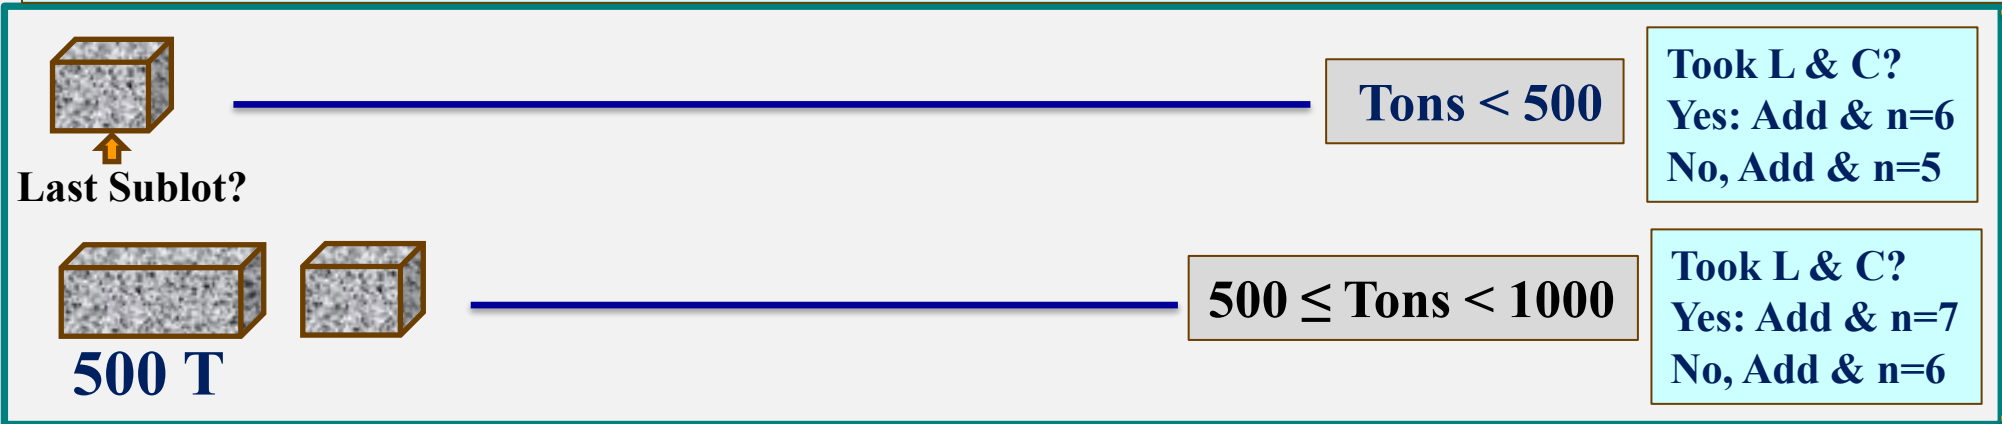 Tons < 500
Took L & C?
Yes: Add & n=6
No, Add & n=5
Last Sublot?
500 ≤ Tons < 1000
Took L & C?
Yes: Add & n=7
No, Add & n=6
500 T